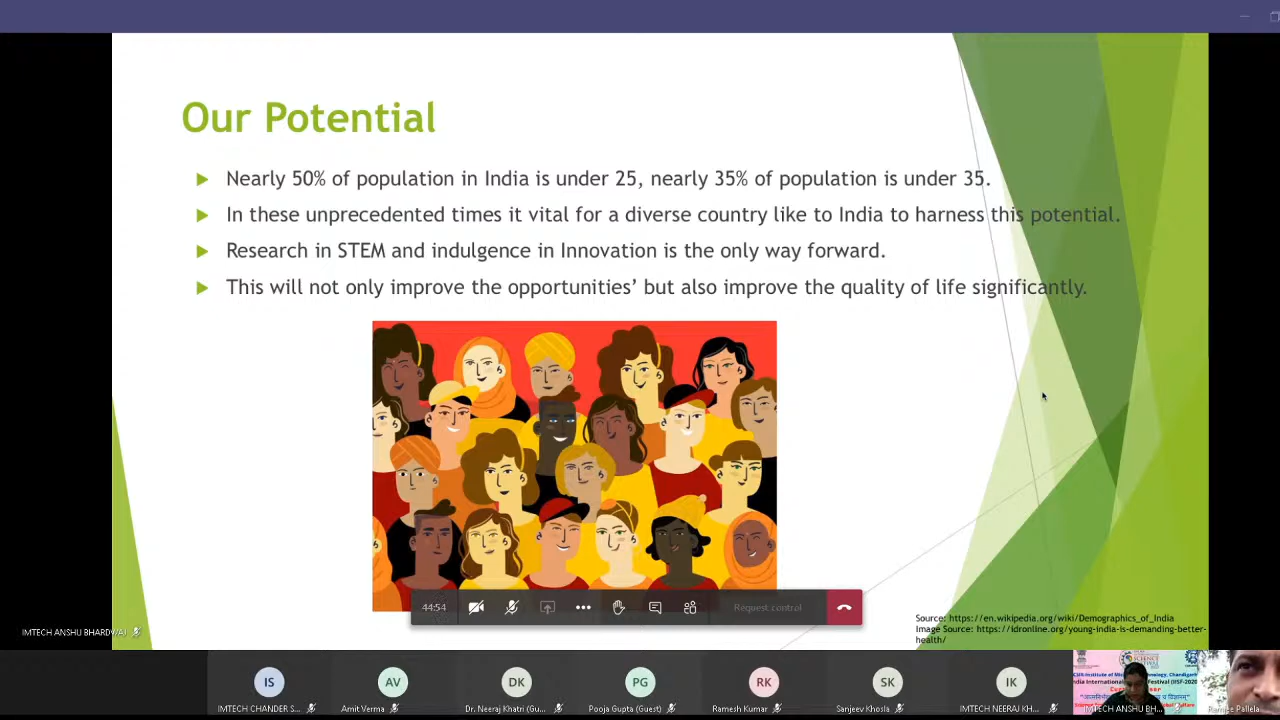 Our Potential
Nearly 50% of population in India is under 25, nearly 35% of population is under 35.
In these unprecedented times it vital for a diverse country like to India to harness this potential.
Research in STEM and indulgence in Innovation is the only way forward.
This will not only improve the opportunities’ but also improve the quality of life significantly.
44:54
Request control
Source: https://en.wikipedia.org/wiki/Demographics_of_India
Image Source: https://idronline.org/young-india-is-demanding-better-
health/
IMTECH ANSHU BHARDWAJ
IS
AV
DK
PG
RK
SK
IK
IMTECH CHANDER S...
Amit Verma
Dr. Neeraj Khatri (Gu...
Pooja Gupta (Guest)
Ramesh Kumar
Sanjeev Khosla
IMTECH NEERAJ KH...
IMTECH ANSHU BH...
Ramjee Pallela